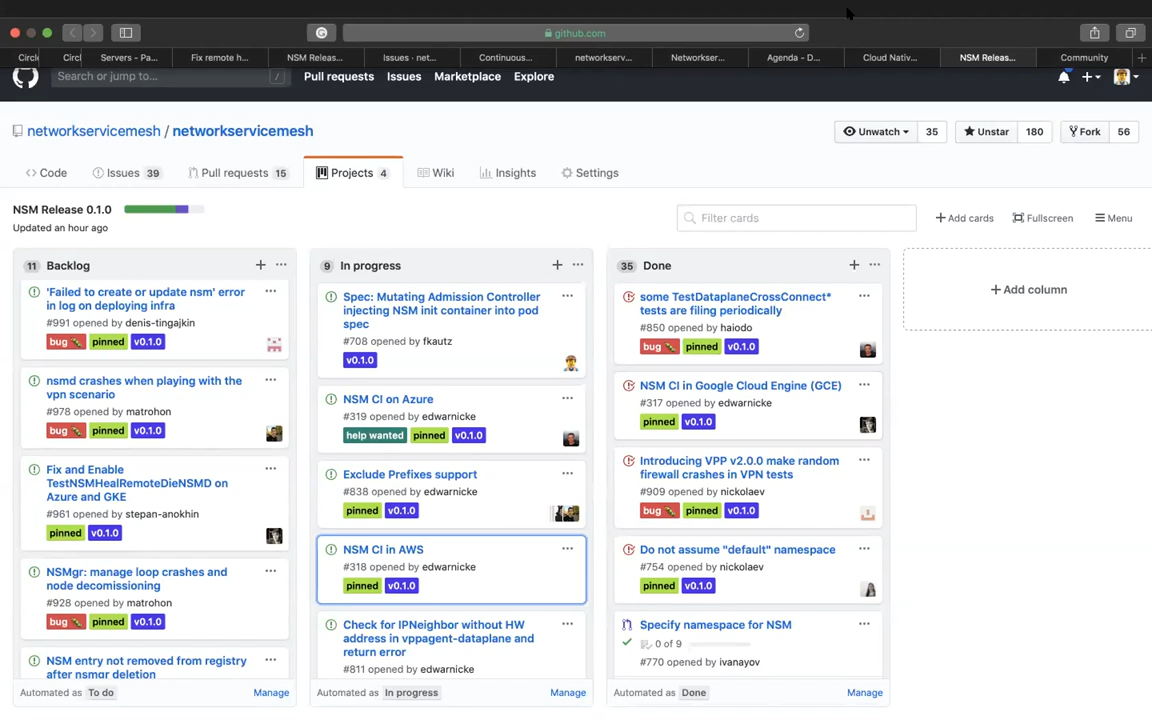 github.com
Circl Circl Servers - Pa... Fix remote h... NSM Releas... Issues · net... Continuous... networkserv... Networkser... Agenda - D... Cloud Nativ... NSM Releas... Community
Search or jump to... / Pull requests Issues Marketplace Explore
networkservicemesh / networkservicemesh
Unwatch 35 Unstar 180 Fork 56
Code Issues 39 Pull requests 15 Projects 4 Wiki Insights Settings
NSM Release 0.1.0
Updated an hour ago
Filter cards
Add cards Fullscreen Menu
11 Backlog
'Failed to create or update nsm' error
in log on deploying infra
#991 opened by denis-tingajkin
bug pinned v0.1.0
nsmd crashes when playing with the
vpn scenario
#978 opened by matrohon
bug pinned v0.1.0
Fix and Enable
TestNSMHealRemoteDieNSMD on
Azure and GKE
#961 opened by stepan-anokhin
pinned v0.1.0
NSMgr: manage loop crashes and
node decomissioning
#928 opened by matrohon
bug pinned v0.1.0
NSM entry not removed from registry
after nsmgr deletion
Automated as To do Manage
9 In progress
Spec: Mutating Admission Controller
injecting NSM init container into pod
spec
#708 opened by fkautz
v0.1.0
NSM CI on Azure
#319 opened by edwarnicke
help wanted pinned v0.1.0
Exclude Prefixes support
#838 opened by edwarnicke
pinned v0.1.0
NSM CI in AWS
#318 opened by edwarnicke
pinned v0.1.0
Check for IPNeighbor without HW
address in vppagent-dataplane and
return error
#811 opened by edwarnicke
Automated as In progress Manage
35 Done
some TestDataplaneCrossConnect*
tests are filing periodically
#850 opened by haiodo
bug pinned v0.1.0
NSM CI in Google Cloud Engine (GCE)
#317 opened by edwarnicke
pinned v0.1.0
Introducing VPP v2.0.0 make random
firewall crashes in VPN tests
#909 opened by nickolaev
bug pinned v0.1.0
Do not assume "default" namespace
#754 opened by nickolaev
pinned v0.1.0
Specify namespace for NSM
0 of 9
#770 opened by ivanayov
Automated as Done Manage
Add column